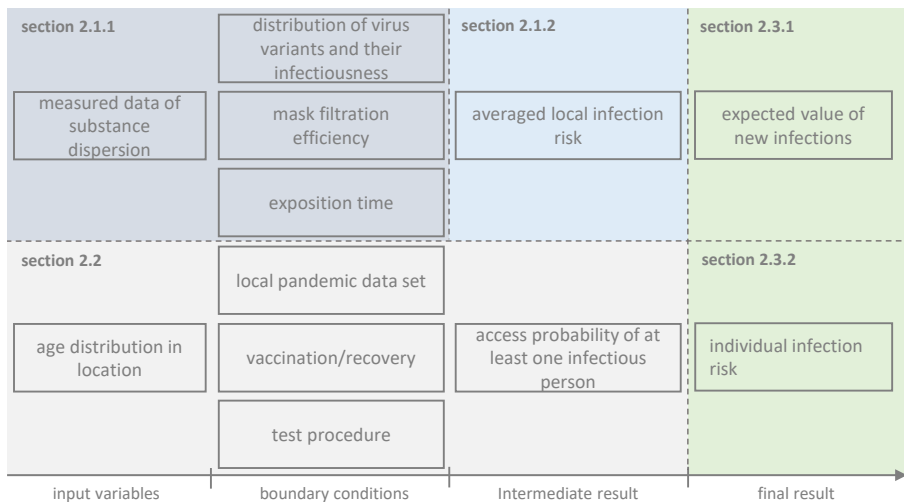 section 2.1.1
distribution of virus
variants and their
infectiousness
section 2.1.2
section 2.3.1
measured data of
substance
dispersion
mask filtration
efficiency
averaged local infection
risk
expected value of
new infections
exposition time
section 2.2
local pandemic data set
section 2.3.2
age distribution in
location
vaccination/recovery
access probability of at
least one infectious
person
individual infection
risk
test procedure
input variables
boundary conditions
Intermediate result
final result